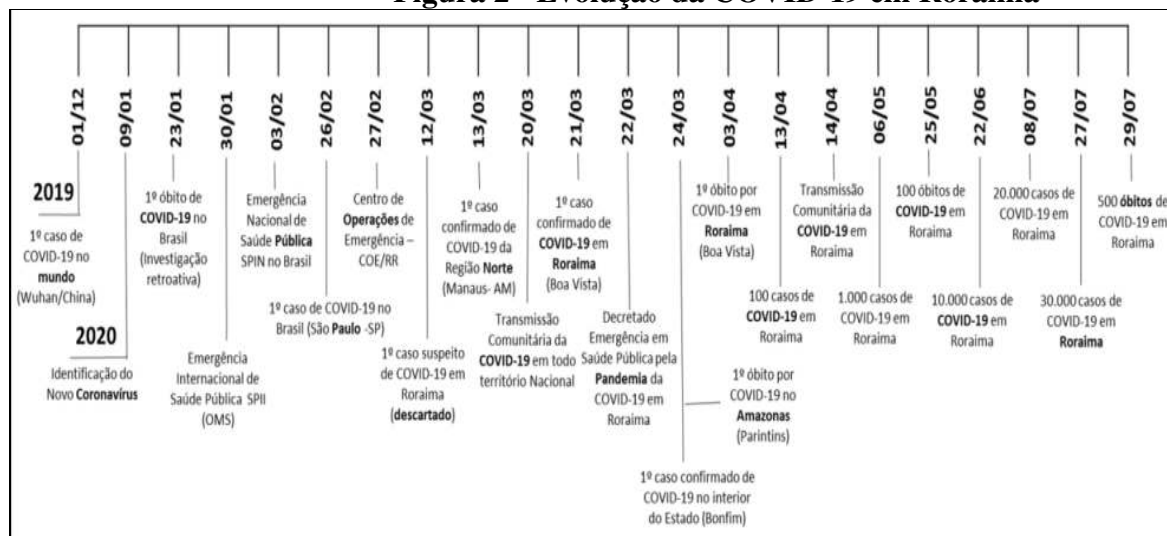 Figura 2 - Evolução da COVID-19 em Roraima
01/12
09/01
23/01
30/01
03/02
26/02
27/02
12/03
13/03
20/03
21/03
22/03
24/03
03/04
13/04
14/04
06/05
25/05
22/06
08/07
27/07
29/07
2019
1º caso de
COVID-19 no
mundo
(Wuhan/China)
2020
Identificação do
Novo Coronavírus
1º óbito de
COVID-19 no
Brasil
(Investigação
retroativa)
Emergência
Internacional de
Saúde Pública SPII
(OMS)
Emergência
Nacional de
Saúde Pública
SPIN no Brasil
1º caso de COVID-19 no
Brasil (São Paulo -SP)
Centro de
Operações de
Emergência –
COE/RR
1º caso suspeito
de COVID-19 em
Roraima
(descartado)
1º caso
confirmado de
COVID-19 da
Região Norte
(Manaus- AM)
Transmissão
Comunitária da
COVID-19 em todo
território Nacional
1º caso
confirmado de
COVID-19 em
Roraima
(Boa Vista)
Decretado
Emergência em
Saúde Pública pela
Pandemia da
COVID-19 em
Roraima
1º caso confirmado de
COVID-19 no interior
do Estado (Bonfim)
1º óbito por
COVID-19 no
Amazonas
(Parintins)
1º óbito por
COVID-19 em
Roraima
(Boa Vista)
100 casos de
COVID-19 em
Roraima
Transmissão
Comunitária da
COVID-19 em
Roraima
1.000 casos de
COVID-19 em
Roraima
100 óbitos de
COVID-19 em
Roraima
10.000 casos de
COVID-19 em
Roraima
20.000 casos de
COVID-19 em
Roraima
30.000 casos de
COVID-19 em
Roraima
500 óbitos de
COVID-19 em
Roraima